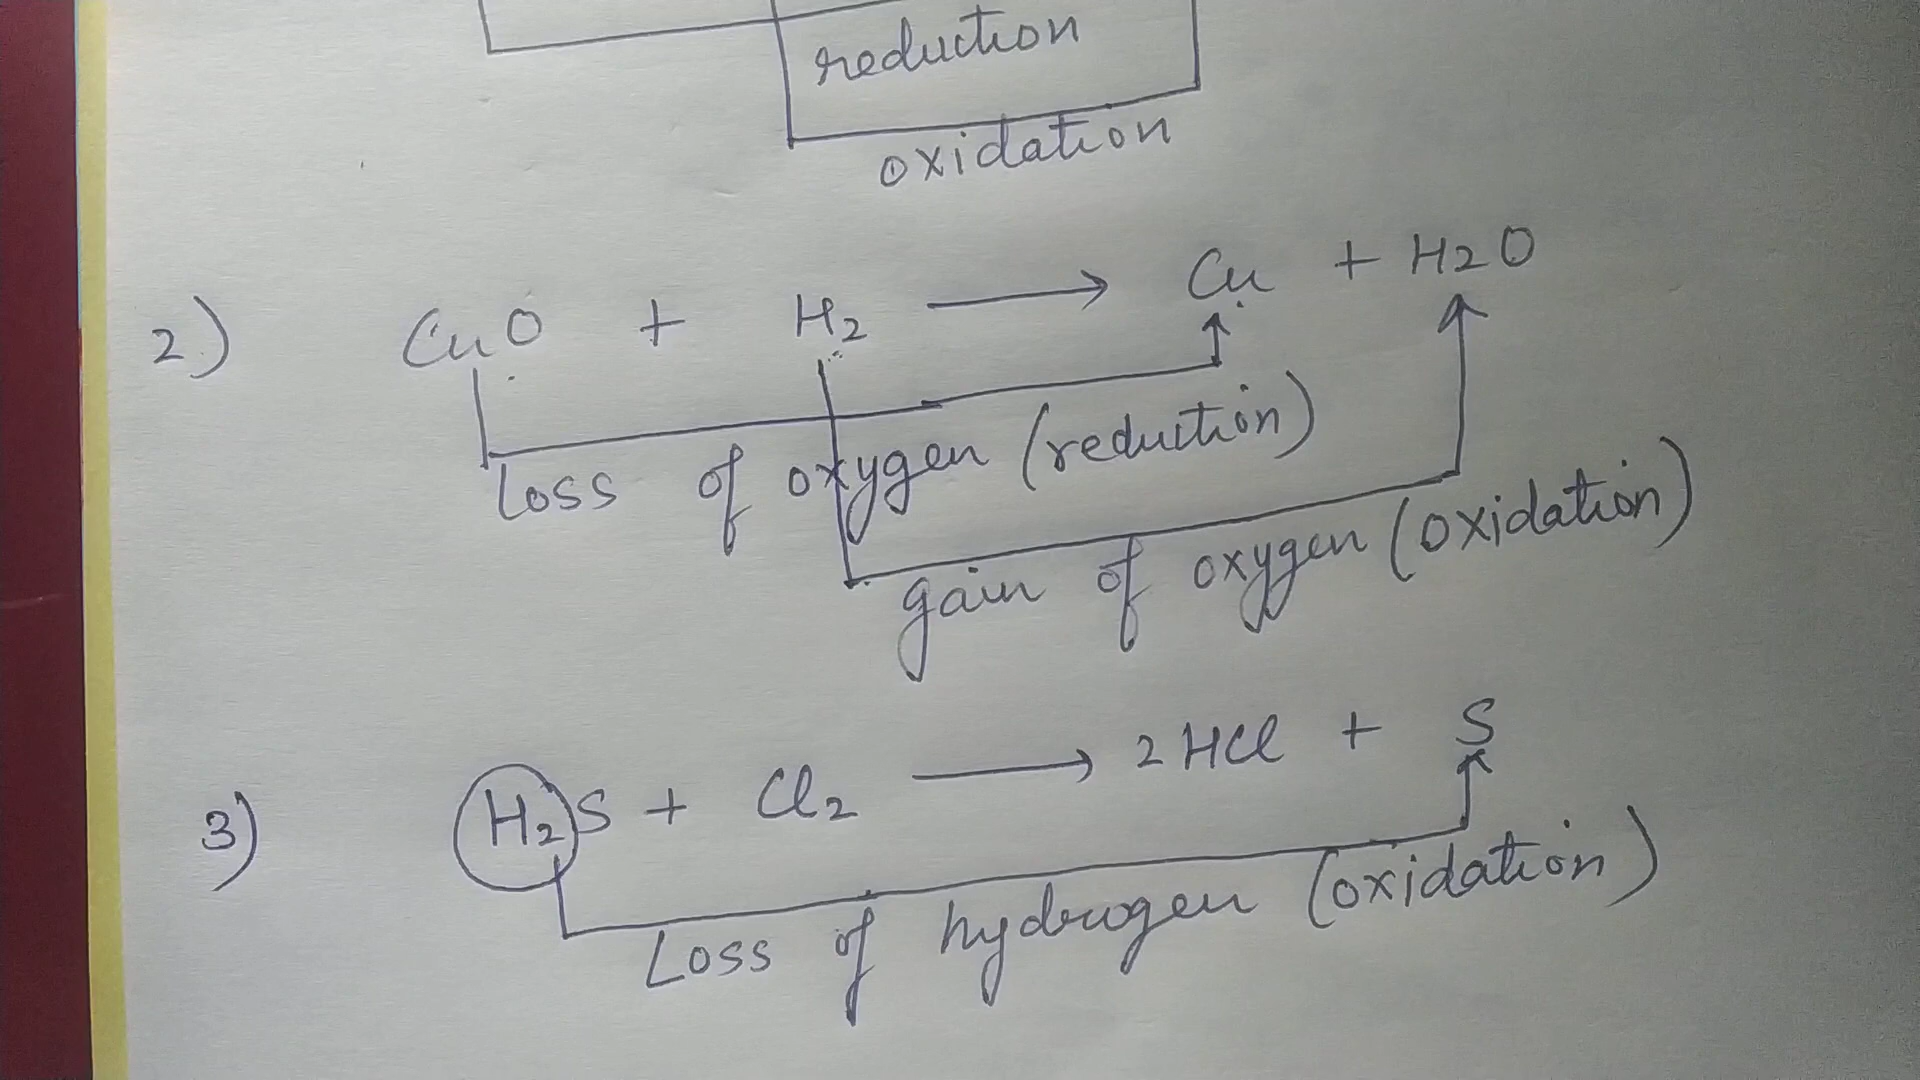 reduction
oxidation
2) CuO + H2 → Cu + H2O
Loss of oxygen (reduction)
gain of oxygen (oxidation)
3) H2S + Cl2 → 2HCl + S
Loss of hydrogen (oxidation)